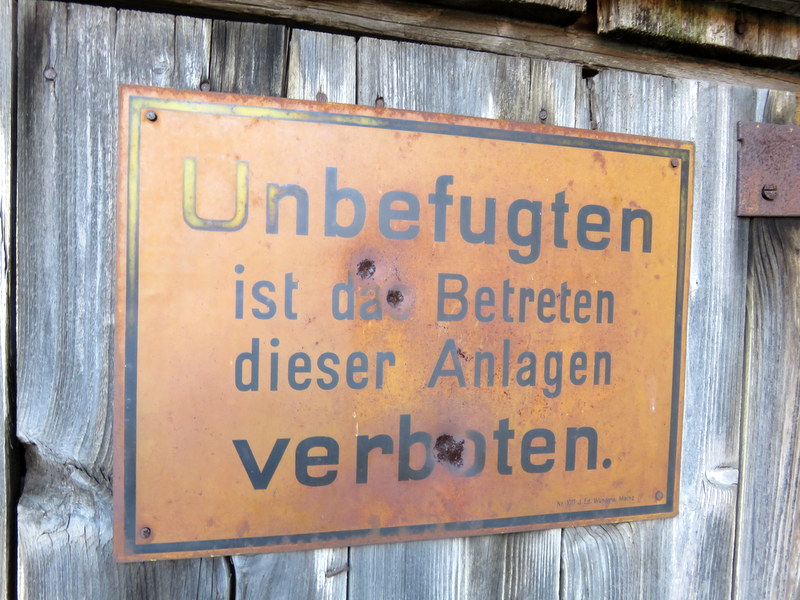 Unbefugten
ist das Betreten
dieser Anlagen
verboten.